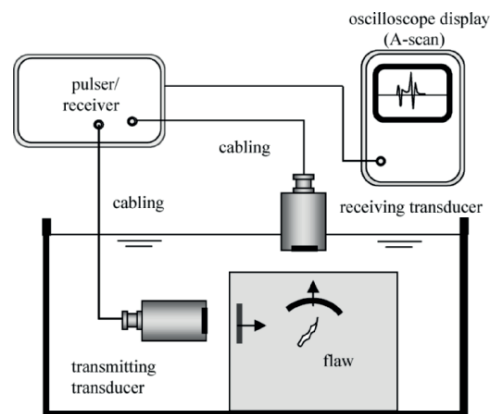 oscilloscope display
(A-scan)
pulser/
receiver
cabling
cabling
receiving transducer
transmitting
transducer
flaw